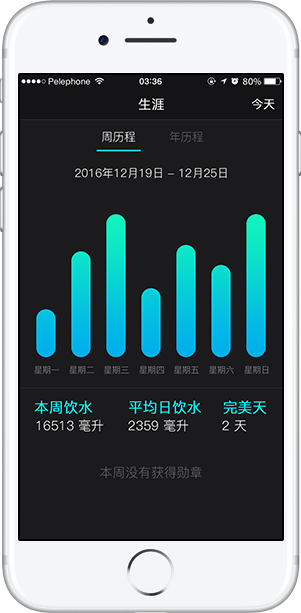 Pelephone 03:36 80%
生涯 今天
周历程 年历程
2016年12月19日 - 12月25日
星期一 星期二 星期三 星期四 星期五 星期六 星期日
本周饮水 平均日饮水 完美天
16513 毫升 2359 毫升 2 天
本周没有获得勋章